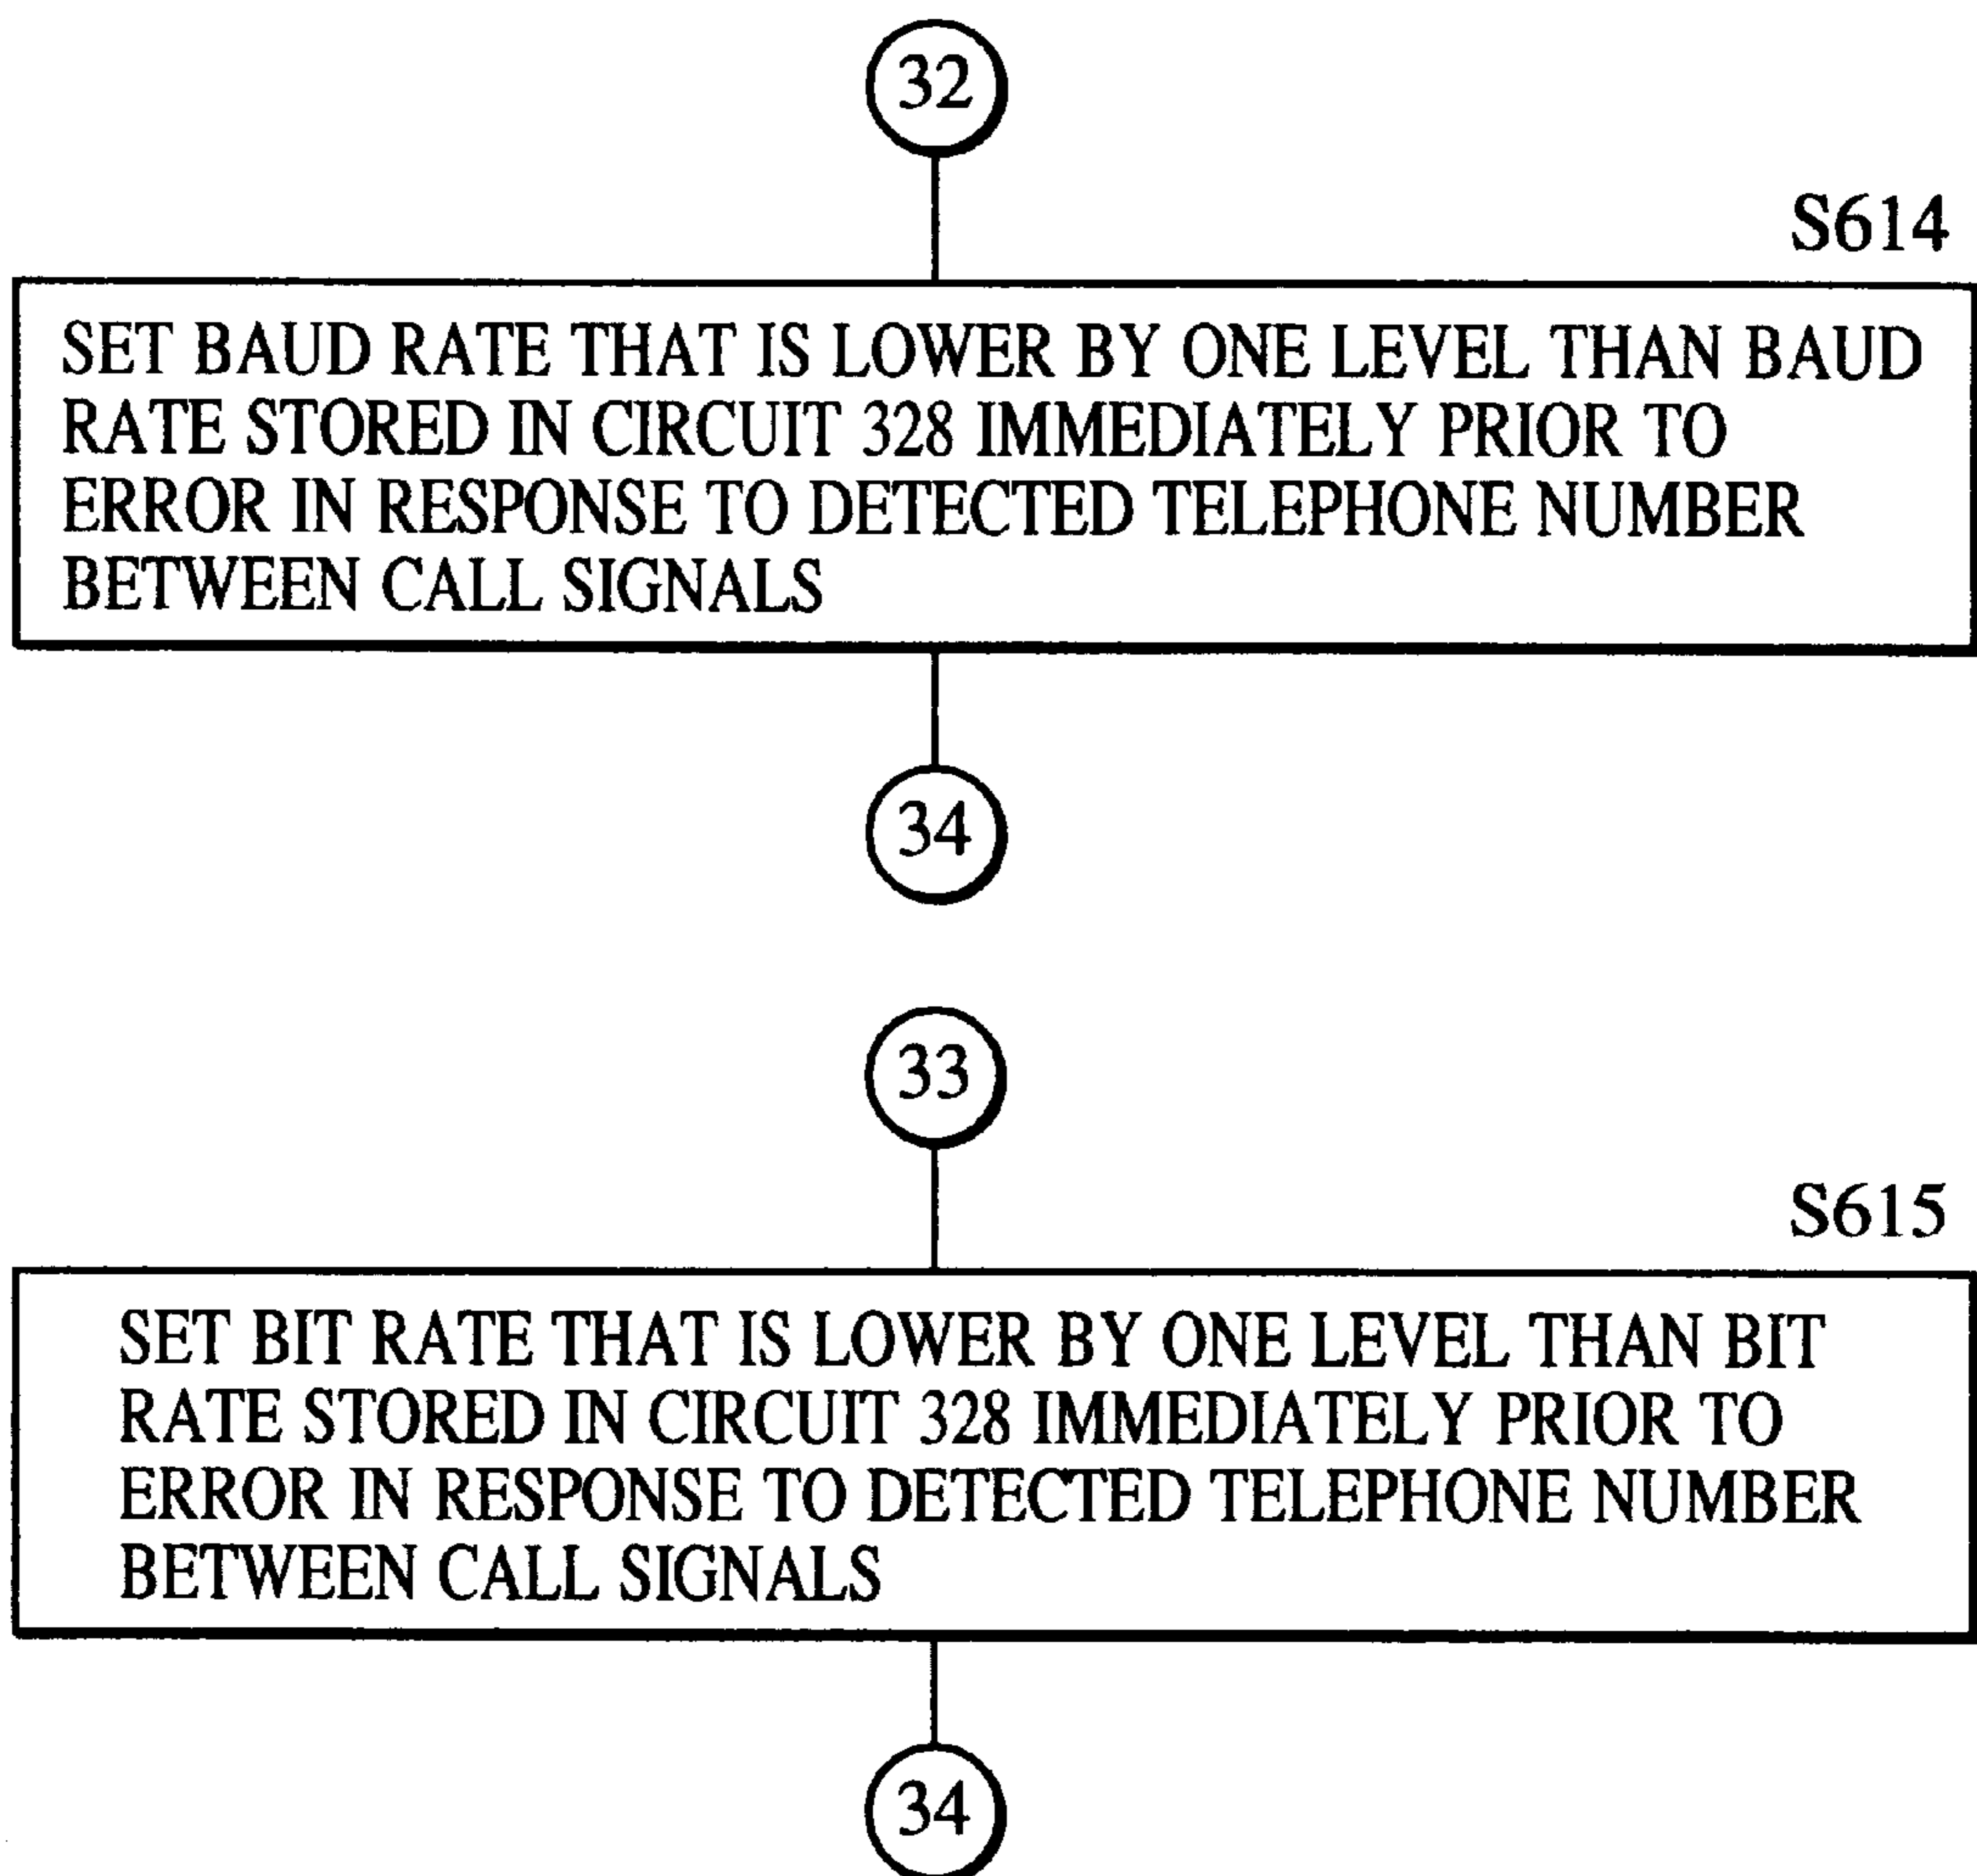 32
S614
SET BAUD RATE THAT IS LOWER BY ONE LEVEL THAN BAUD
RATE STORED IN CIRCUIT 328 IMMEDIATELY PRIOR TO
ERROR IN RESPONSE TO DETECTED TELEPHONE NUMBER
BETWEEN CALL SIGNALS
34
33
S615
SET BIT RATE THAT IS LOWER BY ONE LEVEL THAN BIT
RATE STORED IN CIRCUIT 328 IMMEDIATELY PRIOR TO
ERROR IN RESPONSE TO DETECTED TELEPHONE NUMBER
BETWEEN CALL SIGNALS
34